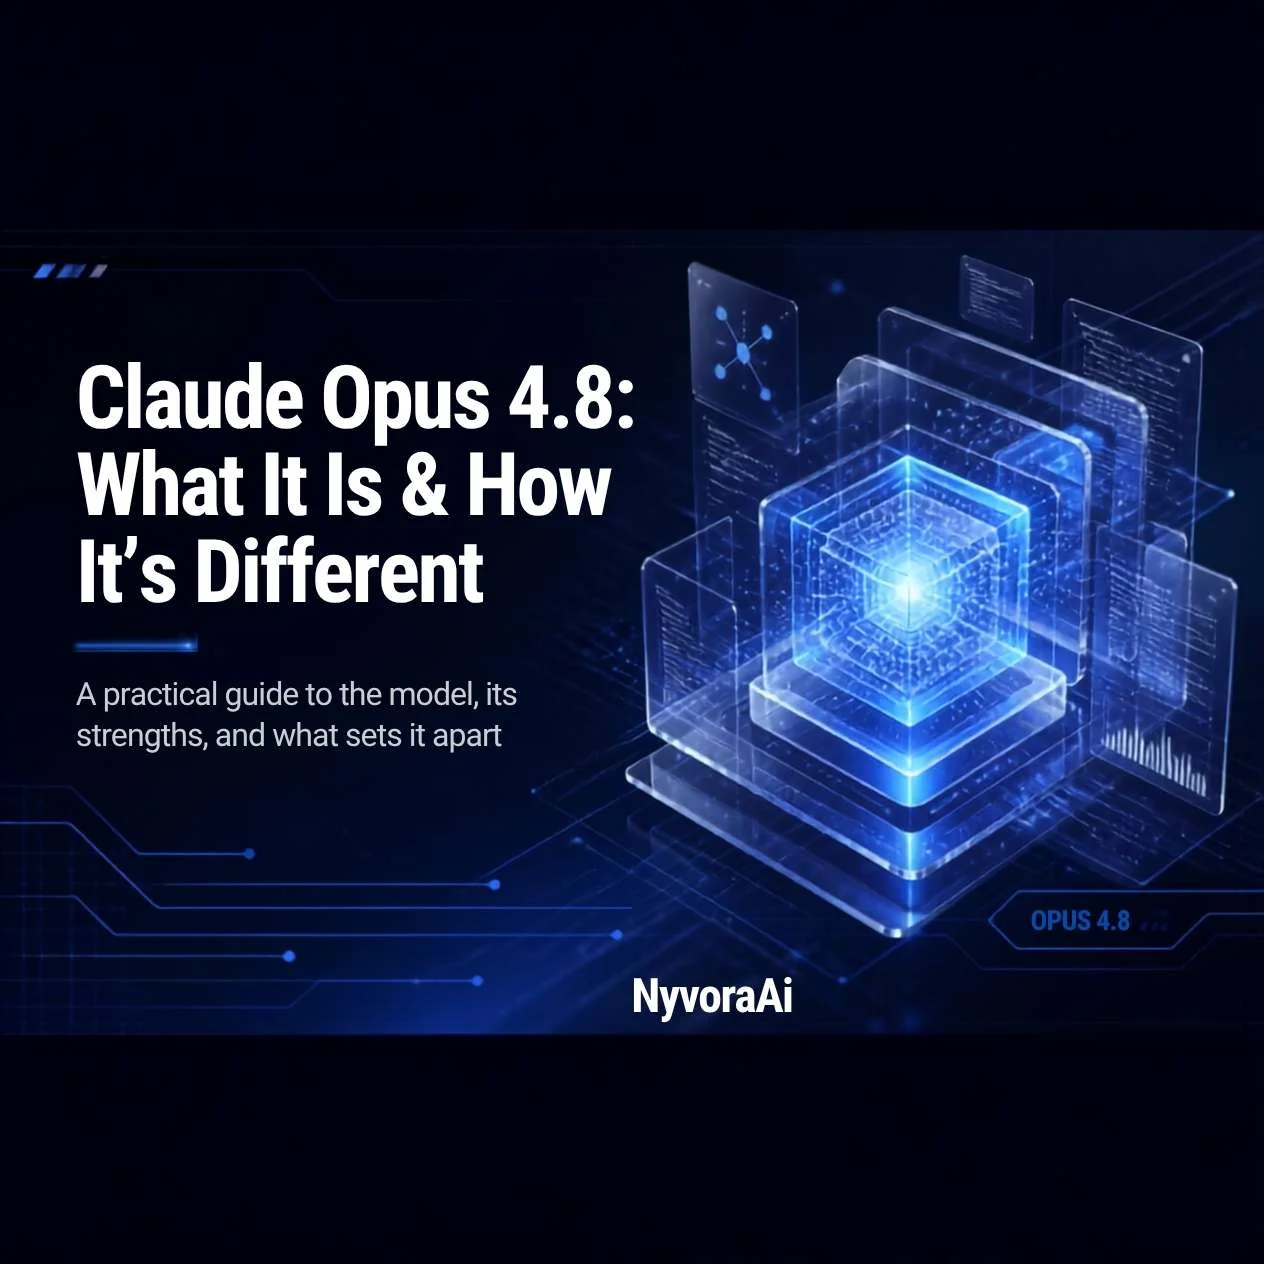 Claude Opus 4.8:
What It Is & How
It’s Different
A practical guide to the model, its
strengths, and what sets it apart
OPUS 4.8
NyvoraAi